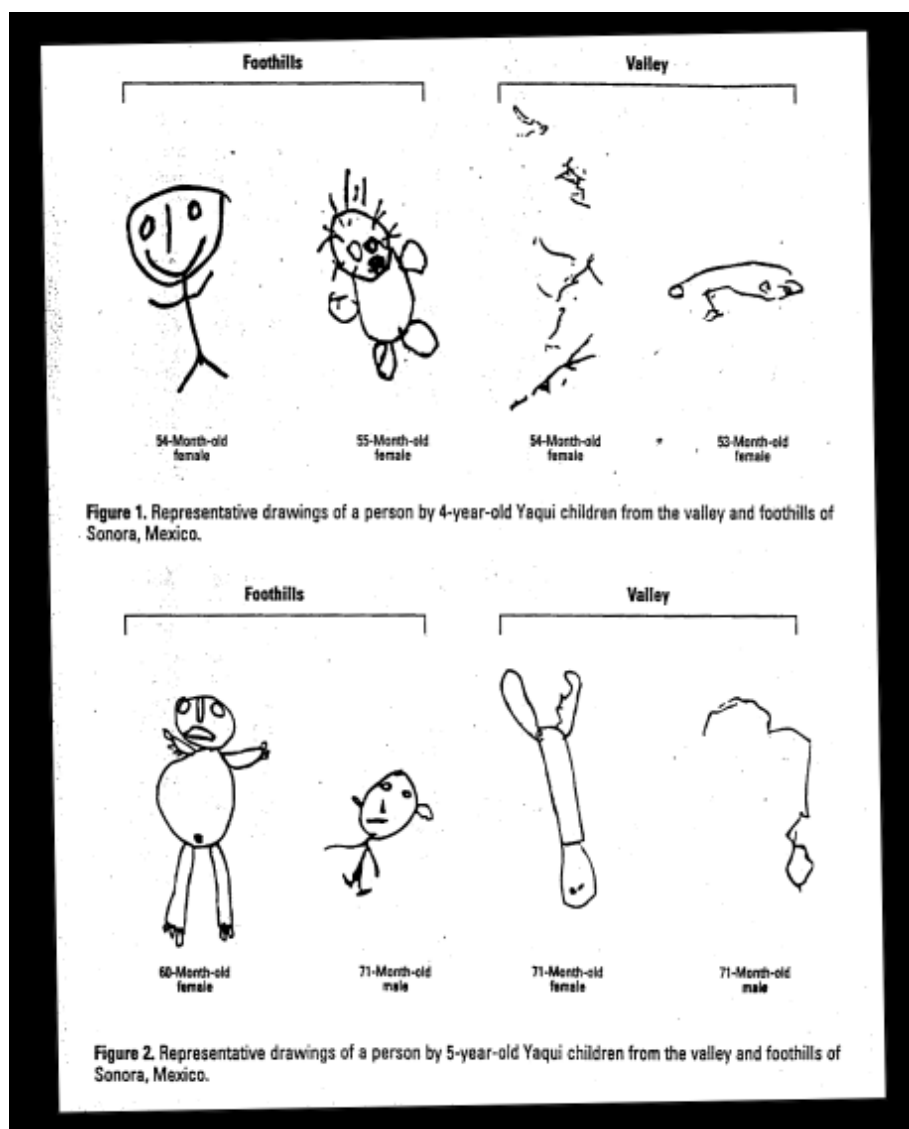 Foothills Valley
54-Month-old female 55-Month-old female 54-Month-old female 53-Month-old female
Figure 1. Representative drawings of a person by 4-year-old Yaqui children from the valley and foothills of
Sonora, Mexico.
Foothills Valley
60-Month-old female 71-Month-old male 71-Month-old female 71-Month-old male
Figure 2. Representative drawings of a person by 5-year-old Yaqui children from the valley and foothills of
Sonora, Mexico.